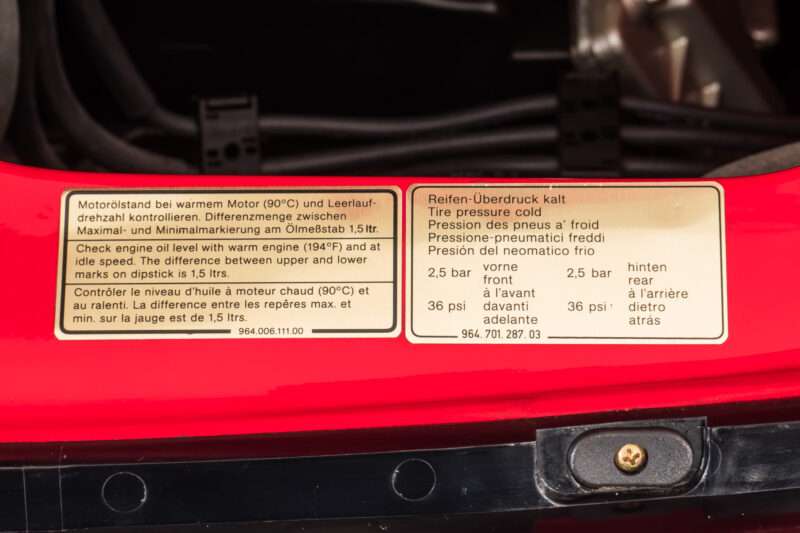 Motorölstand bei warmem Motor (90°C) und Leerlauf-
drehzahl kontrollieren. Differenzmenge zwischen
Maximal- und Minimalmarkierung am Ölmeßstab 1,5 ltr.
Check engine oil level with warm engine (194°F) and at
idle speed. The difference between upper and lower
marks on dipstick is 1,5 ltrs.
Contrôler le niveau d'huile à moteur chaud (90°C) et
au ralenti. La difference entre les repêres max. et
min. sur la jauge est de 1,5 ltrs.
964.006.111.00
Reifen-Überdruck kalt
Tire pressure cold
Pression des pneus a' froid
Pressione-pneumatici freddi
Presión del neomatico frio
2,5 bar vorne 2,5 bar hinten
front rear
à l'avant à l'arrière
36 psi davanti 36 psi dietro
adelante atrás
964.701.287.03